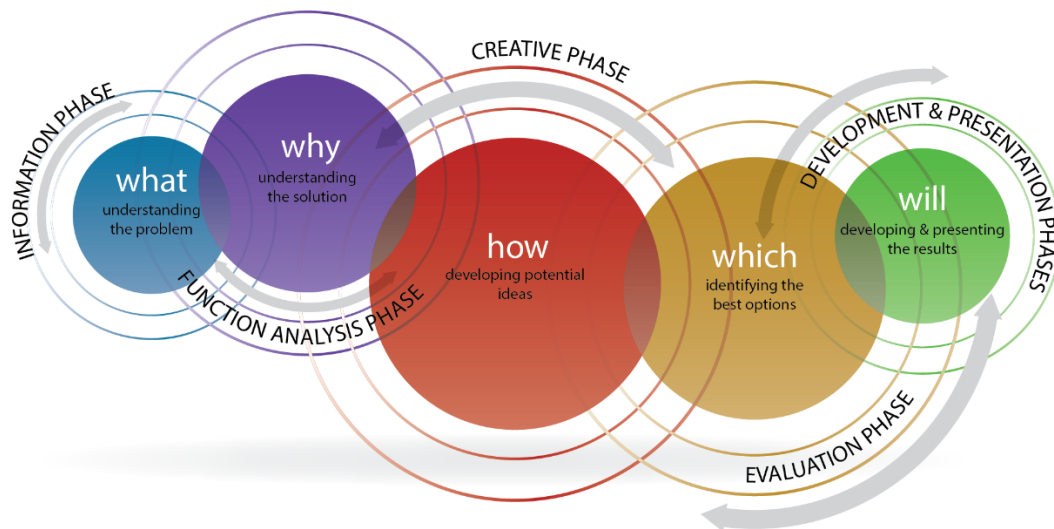 INFORMATION PHASE
what
understanding
the problem
why
understanding
the solution
FUNCTION ANALYSIS PHASE
CREATIVE PHASE
how
developing potential
ideas
which
identifying the
best options
EVALUATION PHASE
DEVELOPMENT & PRESENTATION PHASES
will
developing & presenting
the results